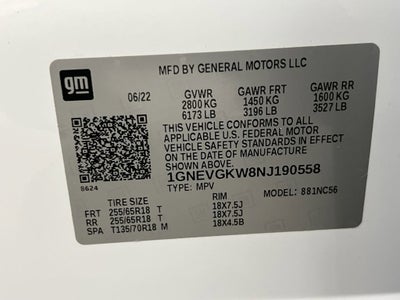 gm
MFD BY GENERAL MOTORS LLC
06/22 GVWR GAWR FRT GAWR RR
2800 KG 1450 KG 1600 KG
6173 LB 3196 LB 3527 LB
THIS VEHICLE CONFORMS TO ALL
APPLICABLE U.S. FEDERAL MOTOR
VEHICLE SAFETY STANDARDS IN EFFECT
ON THE DATE OF MANUFACTURE
SHOWN ABOVE.
8624
1GNEVGKW8NJ190558
TYPE: MPV 881NC56
TIRE SIZE RIM
FRT 255/65R18 T 18X7.5J
RR 255/65R18 T 18X7.5J
SPA T135/70R18 M 18X4.5B